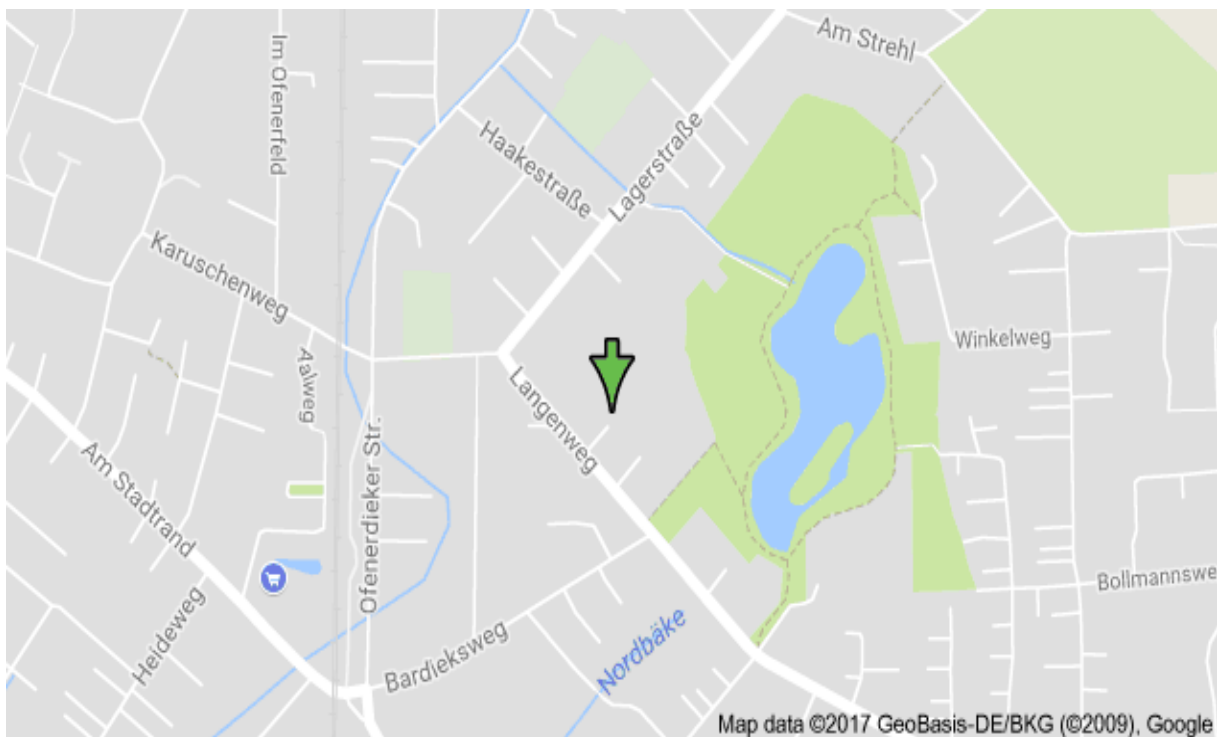 Am Strehl
Im Ofenerfeld
Haakestraße
Lagerstraße
Karuschenweg
Winkelweg
Aalweg
Langenweg
Ofenerdieker Str.
Am Stadtrand
Bollmannswe
Heideweg
Bardieksweg
Nordbäke
Map data ©2017 GeoBasis-DE/BKG (©2009), Google